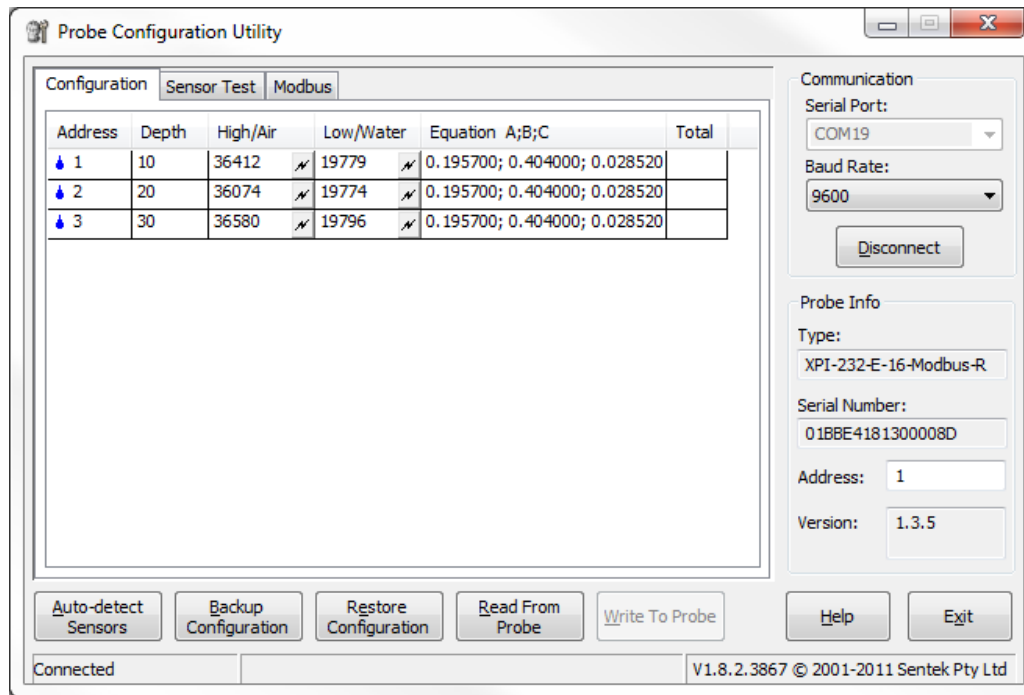 Probe Configuration Utility
Configuration Sensor Test Modbus
Address Depth High/Air Low/Water Equation A;B;C Total
1 10 36412 19779 0.195700; 0.404000; 0.028520
2 20 36074 19774 0.195700; 0.404000; 0.028520
3 30 36580 19796 0.195700; 0.404000; 0.028520
Communication
Serial Port:
COM19
Baud Rate:
9600
Disconnect
Probe Info
Type:
XPI-232-E-16-Modbus-R
Serial Number:
01BBE4181300008D
Address: 1
Version: 1.3.5
Auto-detect
Sensors
Backup
Configuration
Restore
Configuration
Read From
Probe
Write To Probe
Help
Exit
Connected
V1.8.2.3867 © 2001-2011 Sentek Pty Ltd